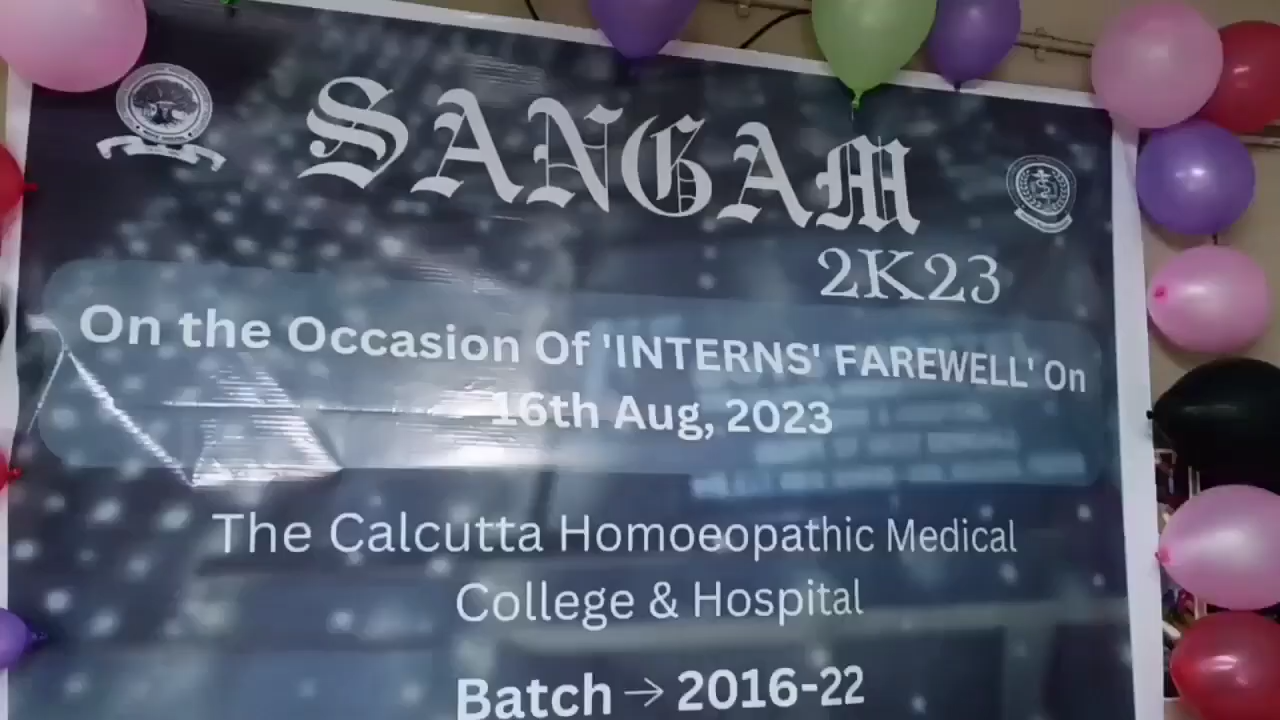 SANGAM
2K23
On the Occasion Of 'INTERNS' FAREWELL' On
16th Aug, 2023
The Calcutta Homoeopathic Medical
College & Hospital
Batch → 2016-22